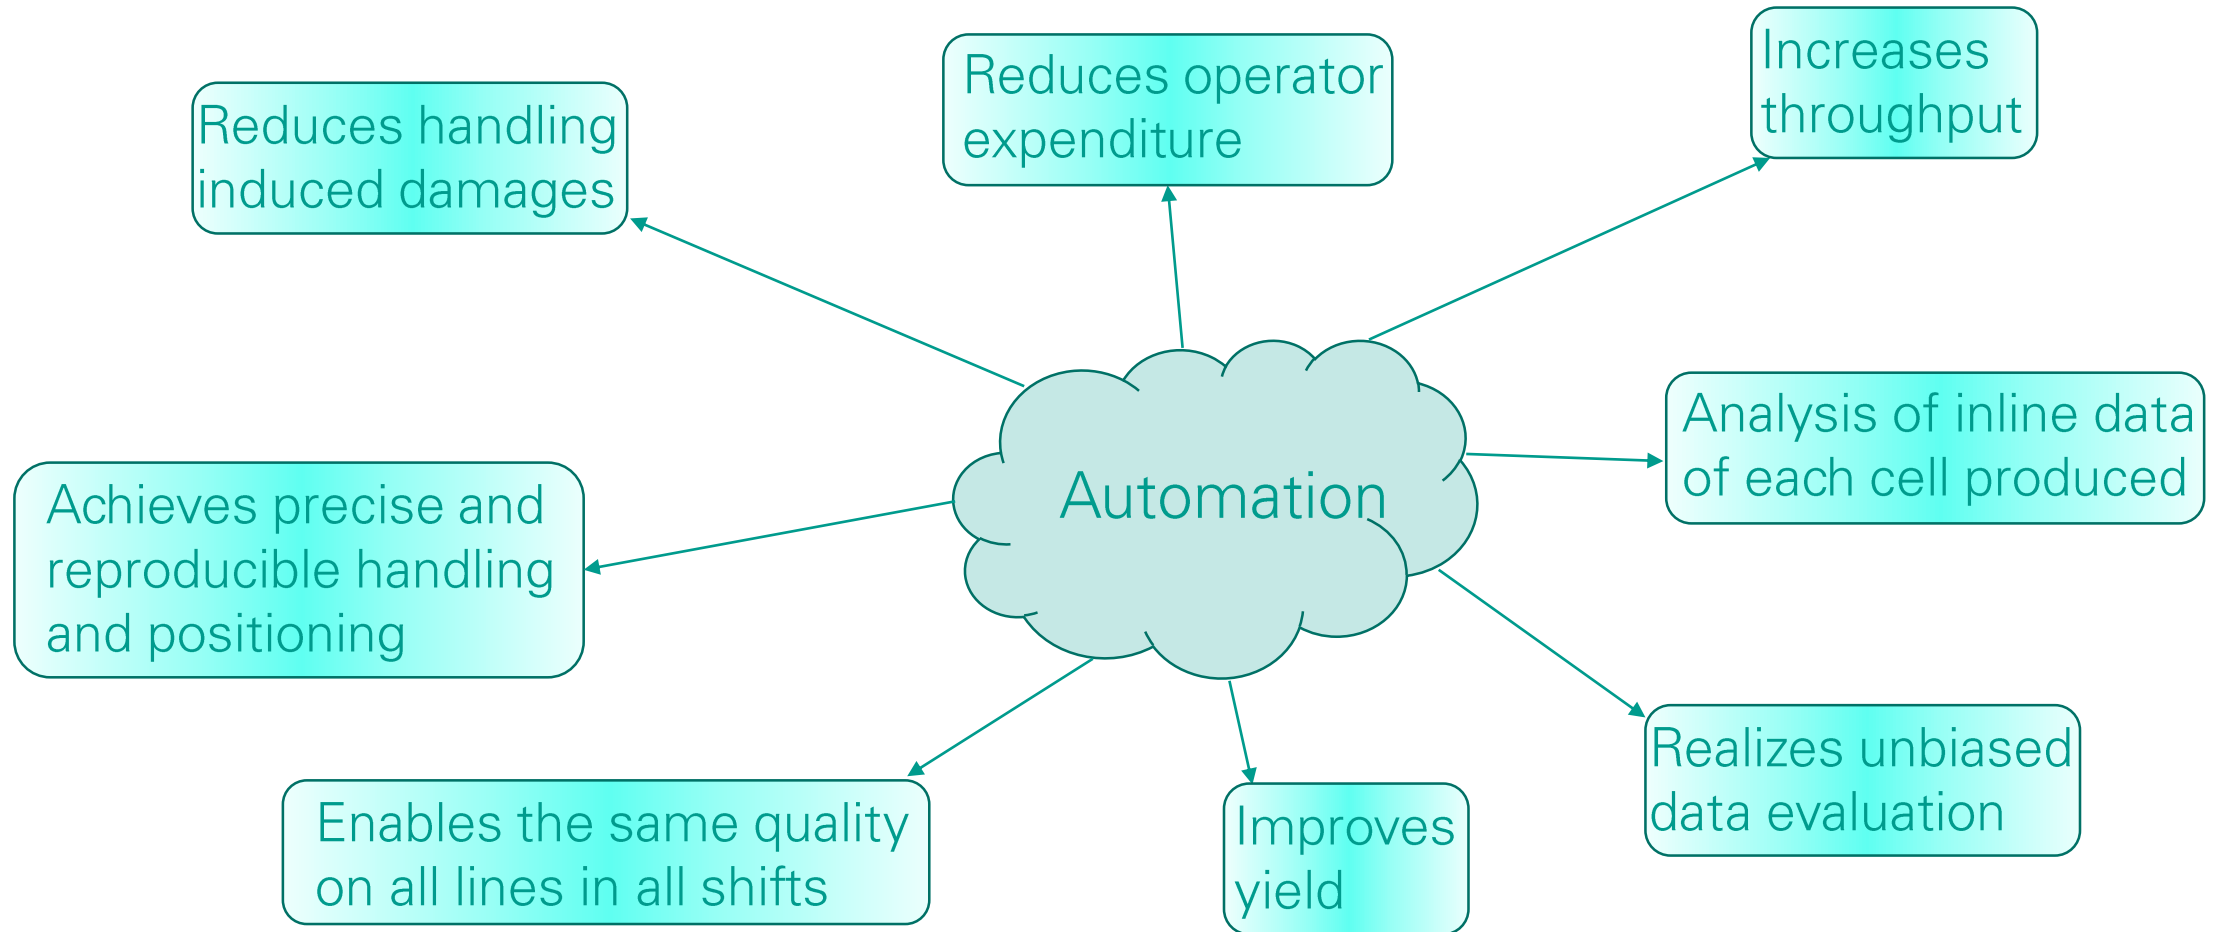 Increases
throughput
Reduces operator
expenditure
Reduces handling
induced damages
Analysis of inline data
of each cell produced
Automation
Achieves precise and
reproducible handling
and positioning
Realizes unbiased
data evaluation
Enables the same quality
on all lines in all shifts
Improves
yield